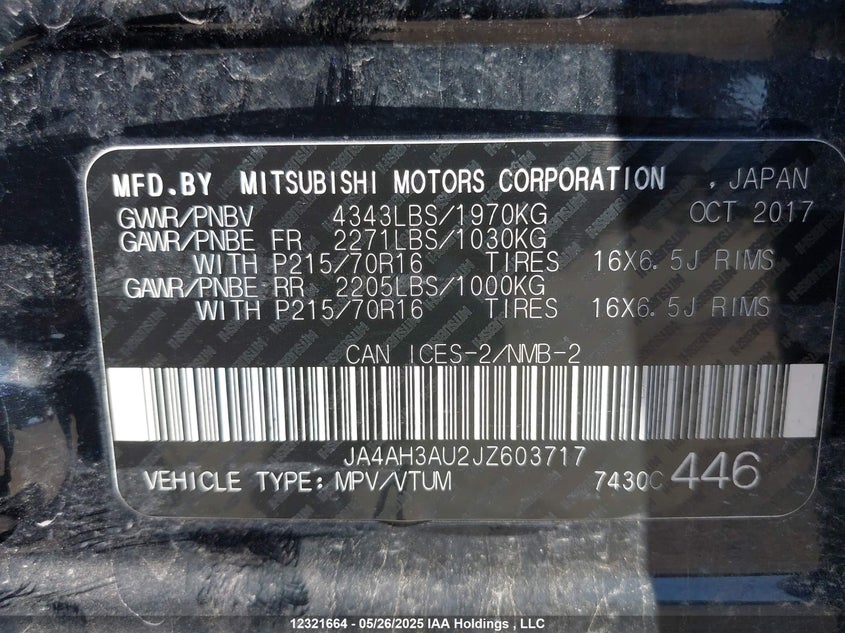 MFD.BY MITSUBISHI MOTORS CORPORATION , JAPAN
GWWR/PNBV 4343LBS/1970KG OCT 2017
GAWR/PNBE FR 2271LBS/1030KG
WITH P215/70R16 TIRES 16X6.5J RIMS
GAWR/PNBE RR 2205LBS/1000KG
WITH P215/70R16 TIRES 16X6.5J RIMS
CAN ICES-2/NMB-2
JA4AH3AU2JZ603717
VEHICLE TYPE: MPV/VTUM 7430C 446
12321664 - 05/26/2025 IAA Holdings , LLC